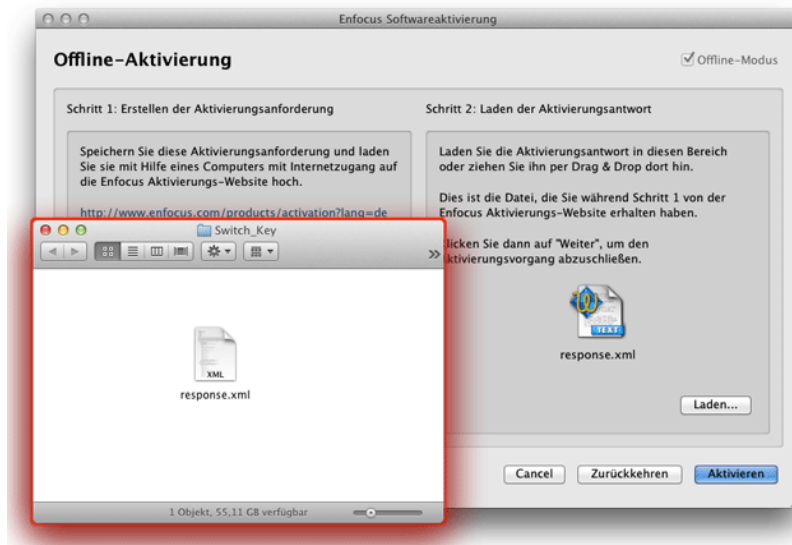 Enfocus Softwareaktivierung
Offline-Aktivierung
Offline-Modus
Schritt 1: Erstellen der Aktivierungsanforderung
Speichern Sie diese Aktivierungsanforderung und laden
Sie sie mit Hilfe eines Computers mit Internetzugang auf
die Enfocus Aktivierungs-Website hoch.
http://www.enfocus.com/products/activation?lang=de
Schritt 2: Laden der Aktivierungsantwort
Laden Sie die Aktivierungsantwort in diesen Bereich
oder ziehen Sie ihn per Drag & Drop dort hin.
Dies ist die Datei, die Sie während Schritt 1 von der
Enfocus Aktivierungs-Website erhalten haben.
Klicken Sie dann auf "Weiter", um den
Aktivierungsvorgang abzuschließen.
TEXT
response.xml
Laden...
Cancel
Zurückkehren
Aktivieren
Switch_Key
XML
response.xml
1 Objekt, 55,11 GB verfügbar